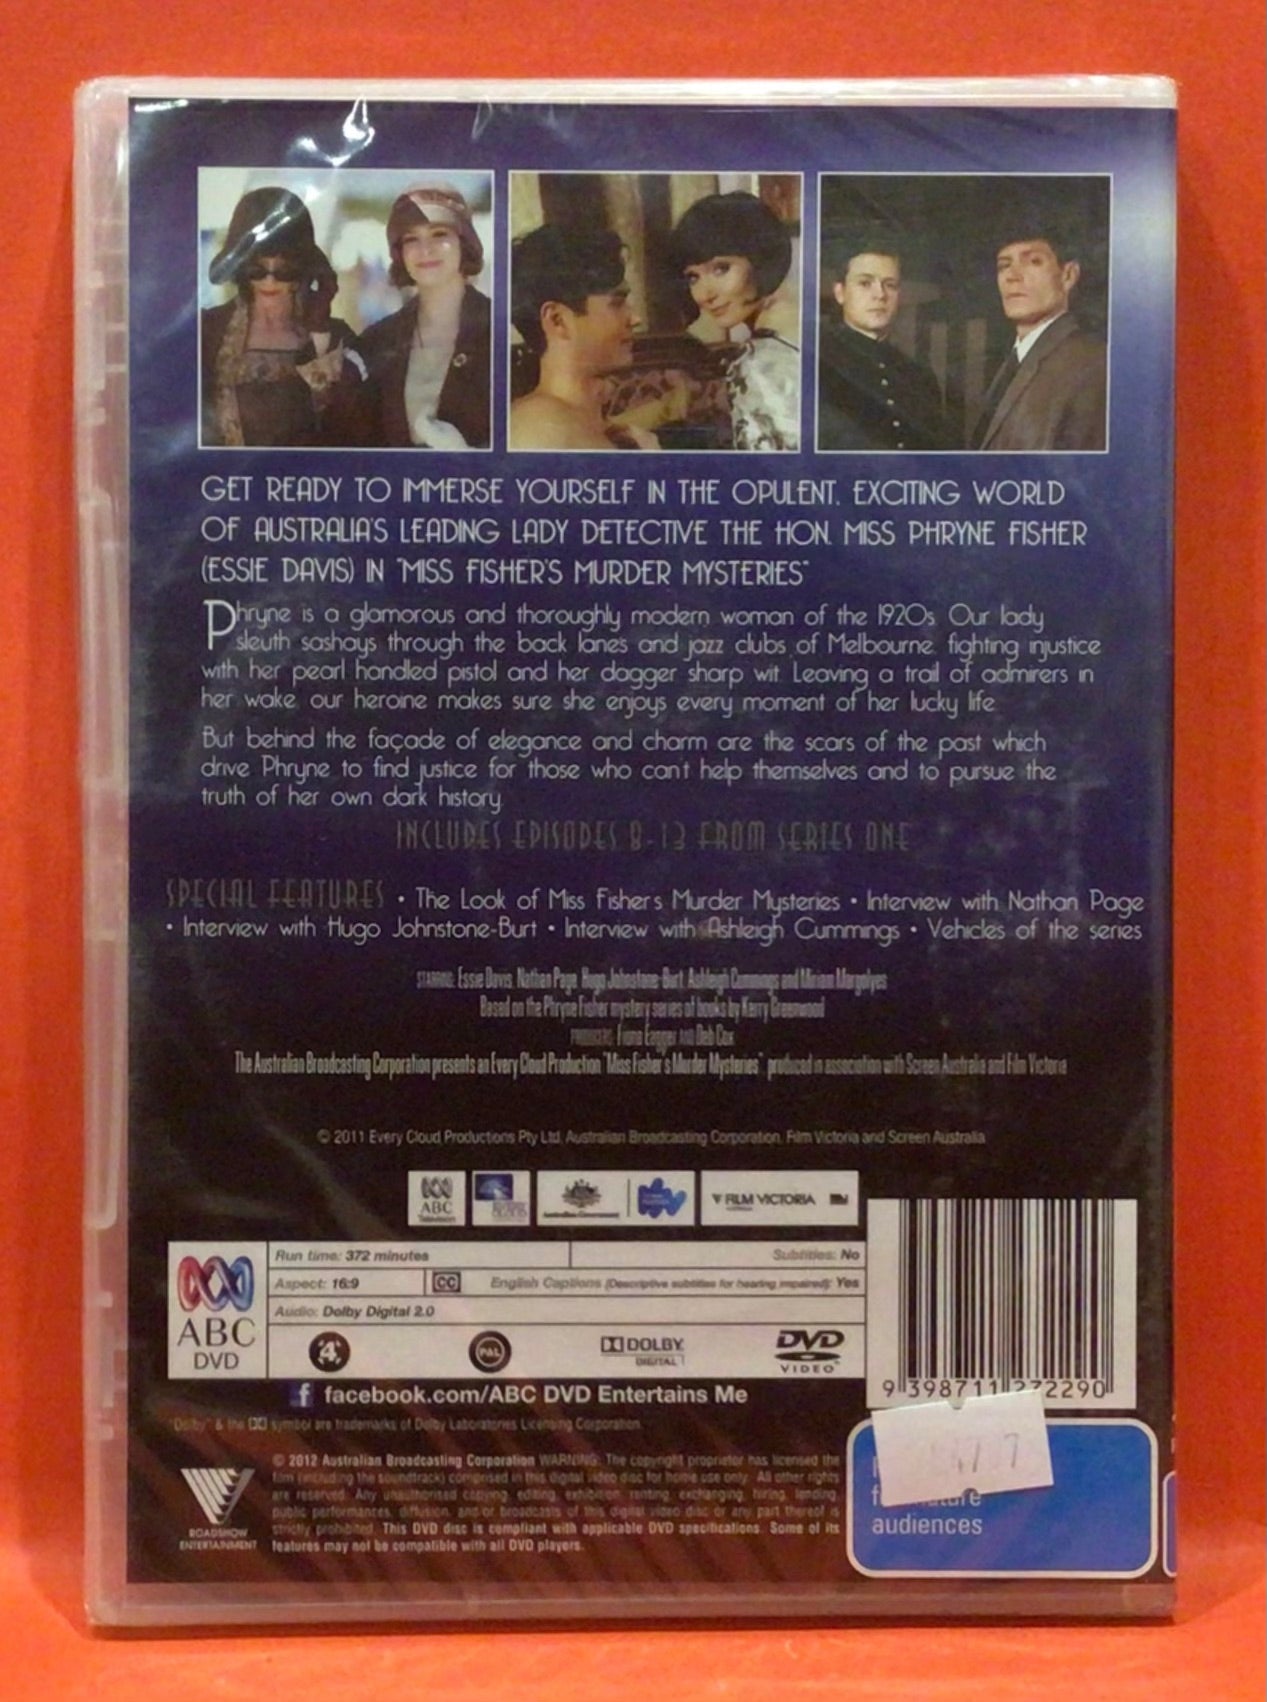 GET READY TO IMMERSE YOURSELF IN THE OPULENT, EXCITING WORLD
OF AUSTRALIA'S LEADING LADY DETECTIVE THE HON. MISS PHRYNE FISHER
(ESSIE DAVIS) IN "MISS FISHER'S MURDER MYSTERIES"
Phryne is a glamorous and thoroughly modern woman of the 1920s. Our lady
sleuth sashays through the back lanes and jazz clubs of Melbourne, fighting injustice
with her pearl handled pistol and her dagger sharp wit. Leaving a trail of admirers in
her wake, our heroine makes sure she enjoys every moment of her lucky life.
But behind the façade of elegance and charm are the scars of the past which
drive Phryne to find justice for those who can't help themselves and to pursue the
truth of her own dark history.
INCLUDES EPISODES 8-13 FROM SERIES ONE
SPECIAL FEATURES • The Look of Miss Fisher's Murder Mysteries • Interview with Nathan Page
• Interview with Hugo Johnstone-Burt • Interview with Ashleigh Cummings • Vehicles of the series
STARRING: Essie Davis, Nathan Page, Hugo Johnstone-Burt, Ashleigh Cummings and Miriam Margolyes
Based on the Phryne Fisher mystery series of books by Kerry Greenwood
PRODUCERS: Fiona Eagger AND Deb Cox
The Australian Broadcasting Corporation presents an Every Cloud Production "Miss Fisher's Murder Mysteries", produced in association with Screen Australia and Film Victoria
© 2011 Every Cloud Productions Pty Ltd, Australian Broadcasting Corporation, Film Victoria and Screen Australia
ABC
Television
Australian Government
FILM VICTORIA
AUSTRALIA
Run time: 372 minutes
Subtitles: No
Aspect: 16:9
CC
English Captions (Descriptive subtitles for hearing impaired): Yes
Audio: Dolby Digital 2.0
ABC
DVD
4
PAL
DOLBY
DIGITAL
DVD
VIDEO
9 398711 272290
facebook.com/ABC DVD Entertains Me
"Dolby" & the symbol are trademarks of Dolby Laboratories Licensing Corporation.
ROADSHOW
ENTERTAINMENT
© 2012 Australian Broadcasting Corporation WARNING: The copyright proprietor has licensed the
film (including the soundtrack) comprised in this digital video disc for home use only. All other rights
are reserved. Any unauthorised copying, editing, exhibition, renting, exchanging, hiring, lending,
public performances, diffusion, and/or broadcasts of this digital video disc or any part thereof is
strictly prohibited. This DVD disc is compliant with applicable DVD specifications. Some of its
features may not be compatible with all DVD players.
audiences